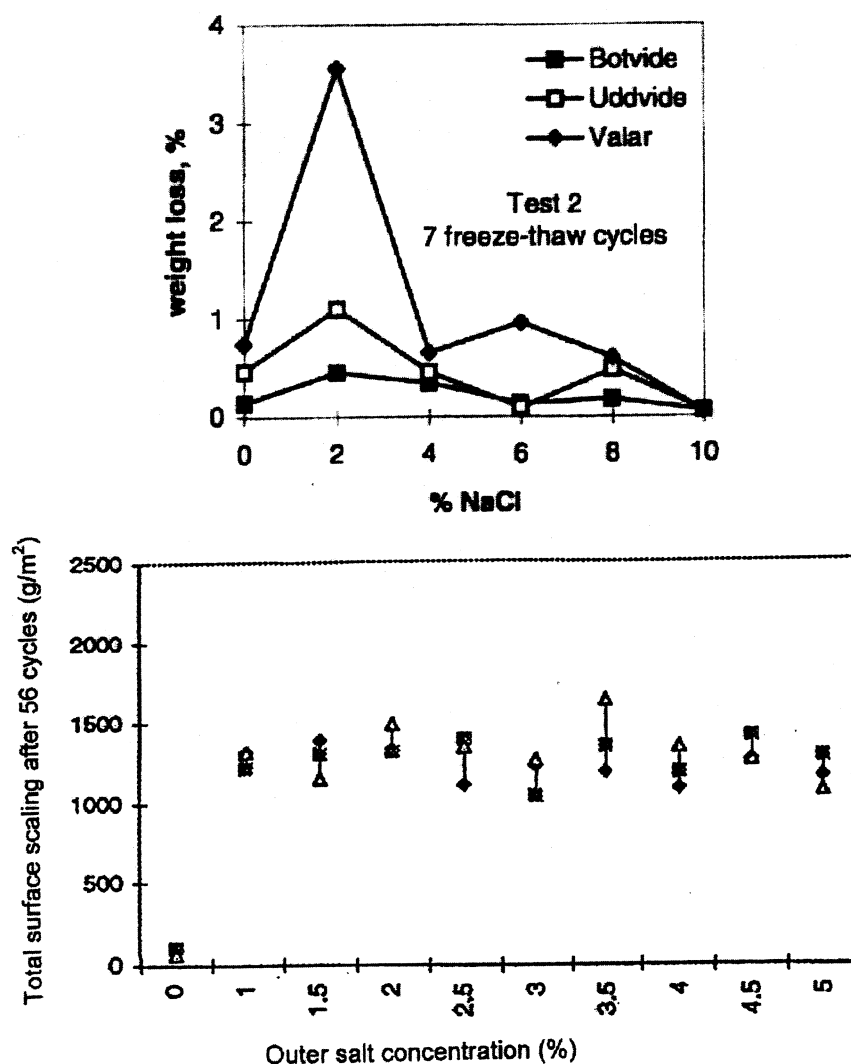 4
3
2
1
0
weight loss, %
Botvide
Uddvide
Valar
Test 2
7 freeze-thaw cycles
0 2 4 6 8 10
% NaCl
Total surface scaling after 56 cycles (g/m²)
2500
2000
1500
1000
500
0
0 1 1.5 2 2.5 3 3.5 4 4.5 5
Outer salt concentration (%)